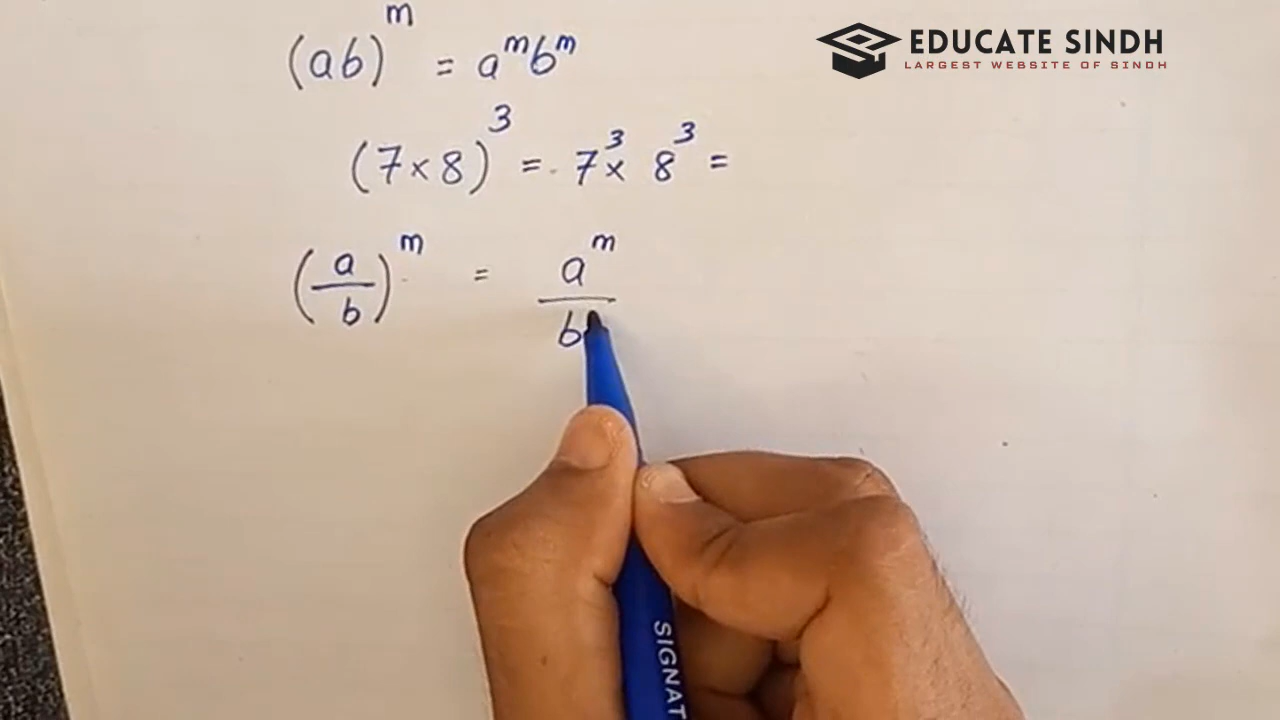 EDUCATE SINDH
LARGEST WEBSITE OF SINDH
(ab)^m = a^m b^m
(7×8)^3 = 7^3 × 8^3 =
(a/b)^m = a^m/b
SIGNAT